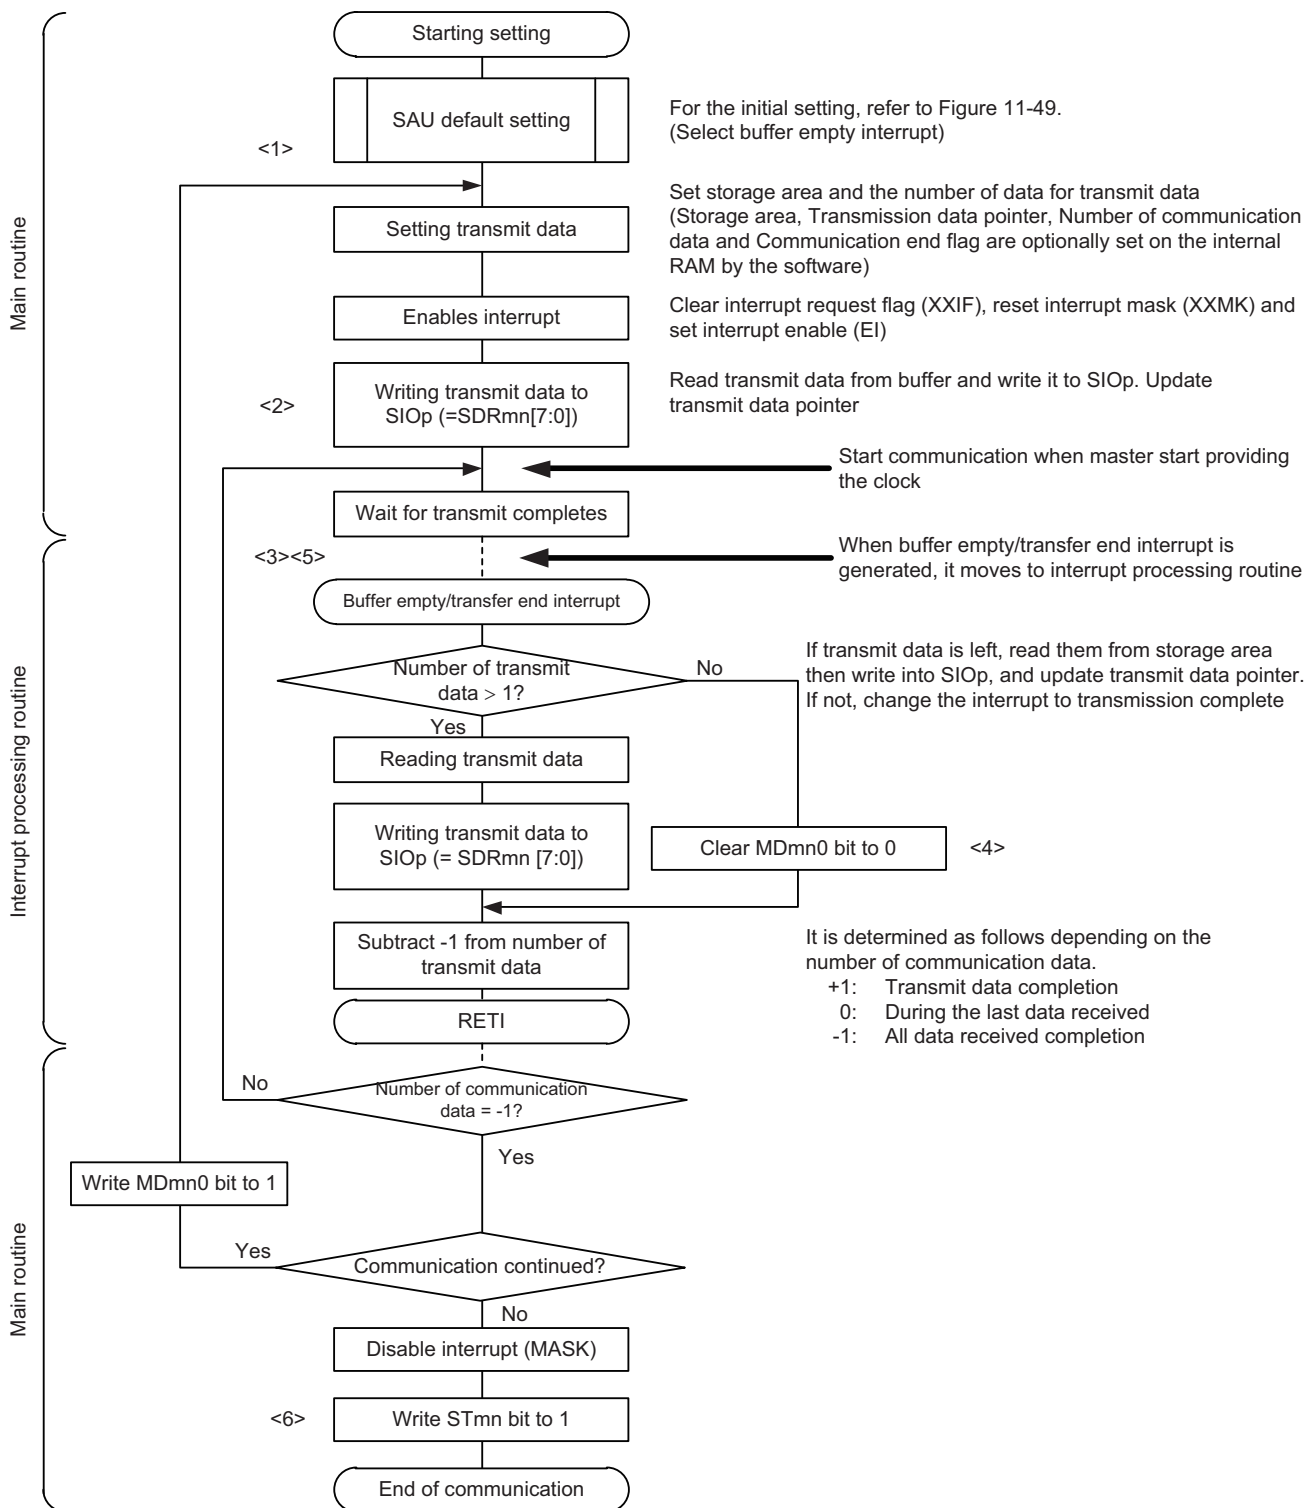 Starting setting
SAU default setting
For the initial setting, refer to Figure 11-49.
(Select buffer empty interrupt)
<1>
Setting transmit data
Set storage area and the number of data for transmit data
(Storage area, Transmission data pointer, Number of communication
data and Communication end flag are optionally set on the internal
RAM by the software)
Main routine
Enables interrupt
Clear interrupt request flag (XXIF), reset interrupt mask (XXMK) and
set interrupt enable (EI)
<2>
Writing transmit data to
SIOp (=SDRmn[7:0])
Read transmit data from buffer and write it to SIOp. Update
transmit data pointer
Start communication when master start providing
the clock
Wait for transmit completes
<3><5>
When buffer empty/transfer end interrupt is
generated, it moves to interrupt processing routine
Buffer empty/transfer end interrupt
Number of transmit
data > 1?
No
Yes
If transmit data is left, read them from storage area
then write into SIOp, and update transmit data pointer.
If not, change the interrupt to transmission complete
Interrupt processing routine
Reading transmit data
Writing transmit data to
SIOp (= SDRmn [7:0])
Clear MDmn0 bit to 0
<4>
Subtract -1 from number of
transmit data
It is determined as follows depending on the
number of communication data.
+1: Transmit data completion
0: During the last data received
-1: All data received completion
RETI
No
Number of communication
data = -1?
Yes
Write MDmn0 bit to 1
Main routine
Yes
Communication continued?
No
Disable interrupt (MASK)
<6>
Write STmn bit to 1
End of communication